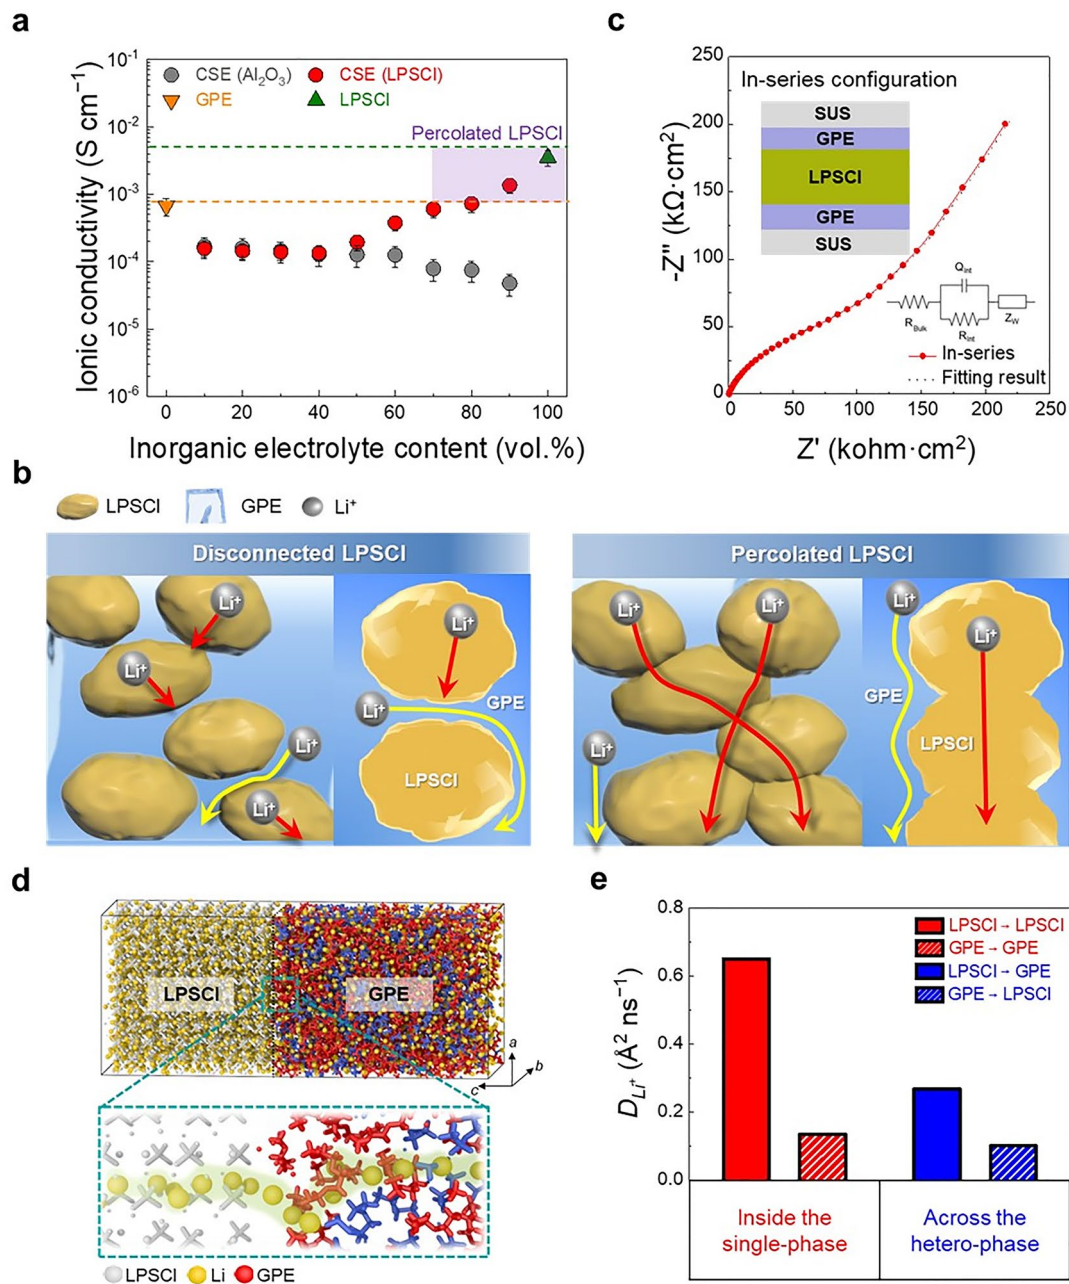 a
Ionic conductivity (S cm⁻¹)
10⁻¹
10⁻²
10⁻³
10⁻⁴
10⁻⁵
10⁻⁶
CSE (Al₂O₃)
CSE (LPSCl)
GPE
LPSCl
Percolated LPSCl
0
20
40
60
80
100
Inorganic electrolyte content (vol.%)
c
-Z'' (kΩ·cm²)
250
200
150
100
50
0
In-series configuration
SUS
GPE
LPSCl
GPE
SUS
Q_Int
R_Bulk
R_Int
Z_W
In-series
Fitting result
0
50
100
150
200
250
Z' (kohm·cm²)
b
LPSCl
GPE
Li⁺
Disconnected LPSCl
Li⁺
Li⁺
Li⁺
Li⁺
Li⁺
Li⁺
GPE
LPSCl
Percolated LPSCl
Li⁺
Li⁺
Li⁺
Li⁺
Li⁺
GPE
LPSCl
d
LPSCl
GPE
a
b
c
LPSCl
Li
GPE
e
D_Li⁺ (Å² ns⁻¹)
0.8
0.6
0.4
0.2
0.0
LPSCl → LPSCl
GPE → GPE
LPSCl → GPE
GPE → LPSCl
Inside the
single-phase
Across the
hetero-phase